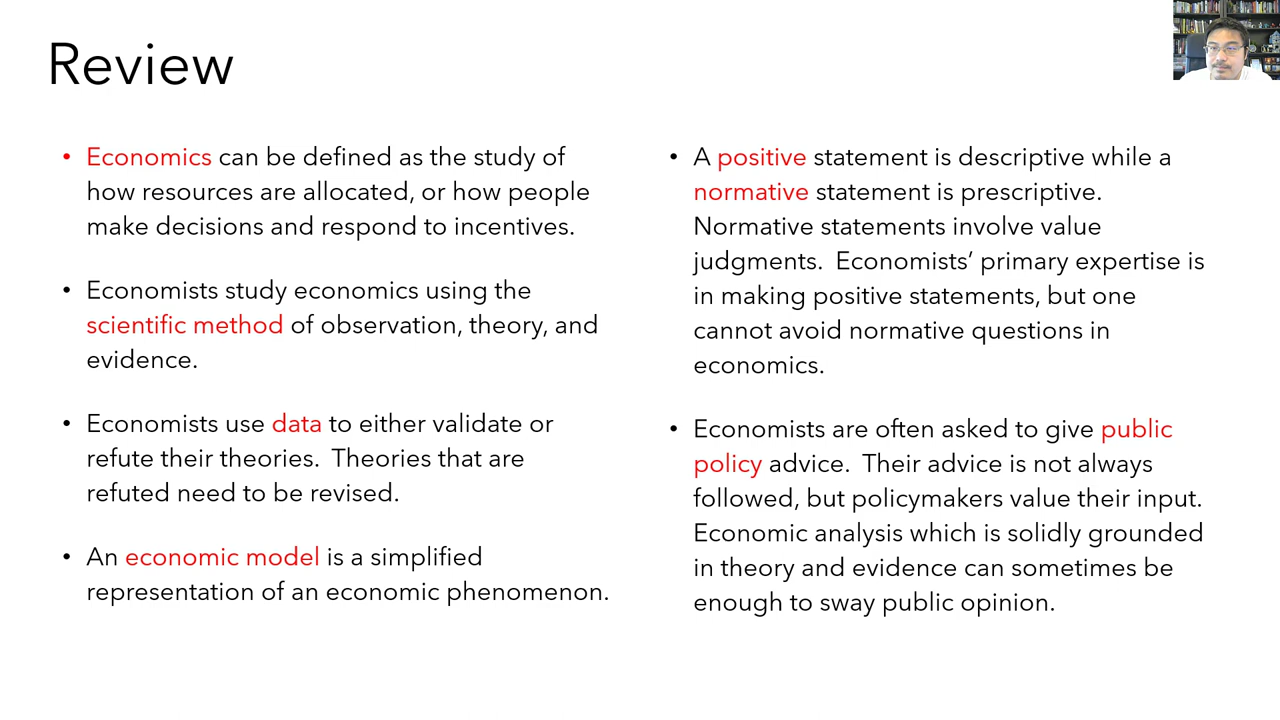 Review
• Economics can be defined as the study of
how resources are allocated, or how people
make decisions and respond to incentives.
• Economists study economics using the
scientific method of observation, theory, and
evidence.
• Economists use data to either validate or
refute their theories.  Theories that are
refuted need to be revised.
• An economic model is a simplified
representation of an economic phenomenon.
• A positive statement is descriptive while a
normative statement is prescriptive.
Normative statements involve value
judgments.  Economists’ primary expertise is
in making positive statements, but one
cannot avoid normative questions in
economics.
• Economists are often asked to give public
policy advice.  Their advice is not always
followed, but policymakers value their input.
Economic analysis which is solidly grounded
in theory and evidence can sometimes be
enough to sway public opinion.